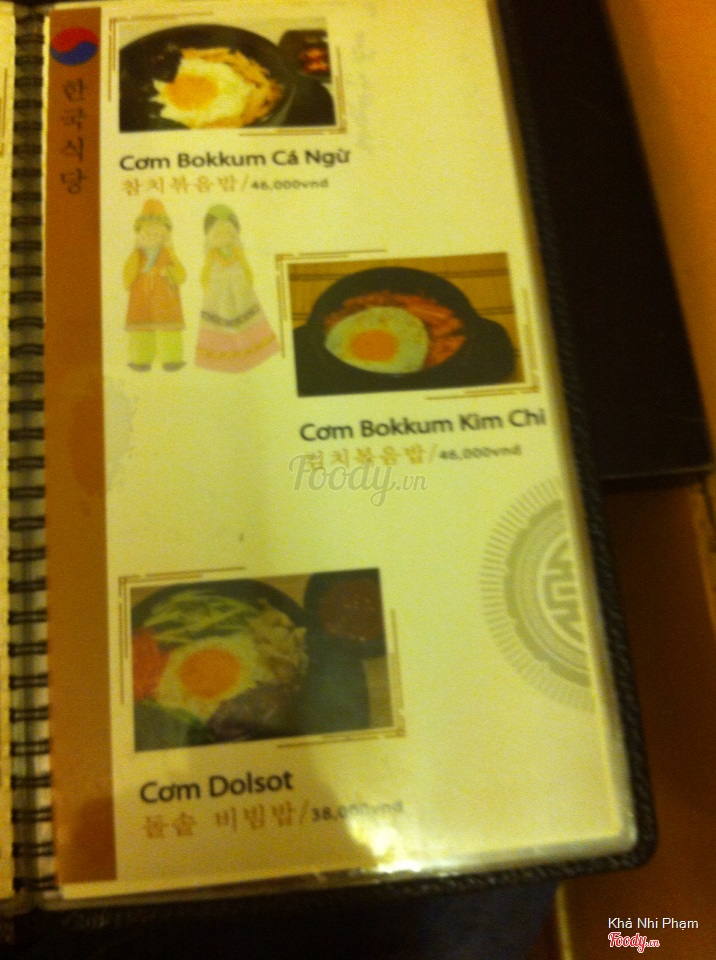 한국식당
Cơm Bokkum Cá Ngừ
참치볶음밥/46,000vnd
Cơm Bokkum Kim Chi
김치볶음밥/46,000vnd
Foody.vn
Cơm Dolsot
돌솥 비빔밥/38,000vnd
Khả Nhi Phạm
Foody.vn